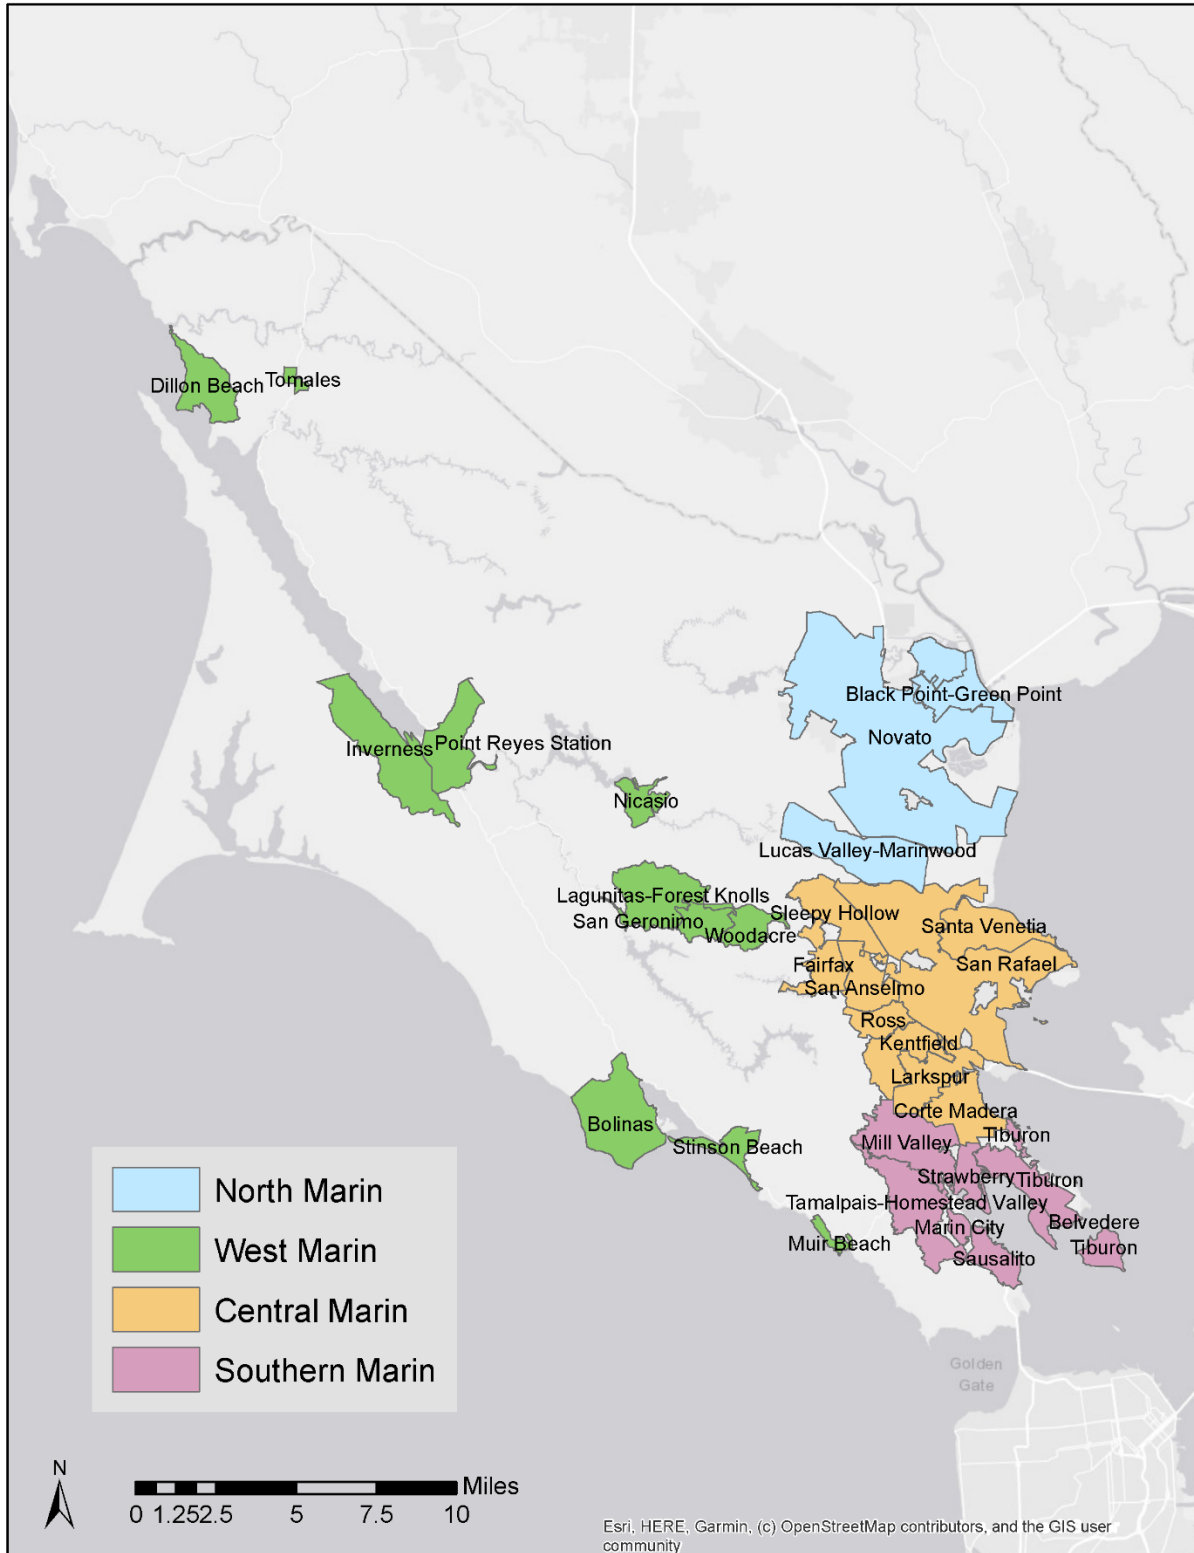 Dillon Beach
Tomales
Black Point-Green Point
Novato
Inverness
Point Reyes Station
Nicasio
Lucas Valley-Marinwood
Lagunitas-Forest Knolls
Sleepy Hollow
San Geronimo
Santa Venetia
Woodacre
Fairfax
San Rafael
San Anselmo
Ross
Kentfield
Larkspur
Corte Madera
Bolinas
Stinson Beach
Mill Valley
Tiburon
Strawberry
Tiburon
Tamalpais-Homestead Valley
Marin City
Belvedere
Muir Beach
Sausalito
Tiburon
North Marin
West Marin
Central Marin
Southern Marin
Golden
Gate
N
Miles
0 1.25 2.5 5 7.5 10
Esri, HERE, Garmin, (c) OpenStreetMap contributors, and the GIS user
community